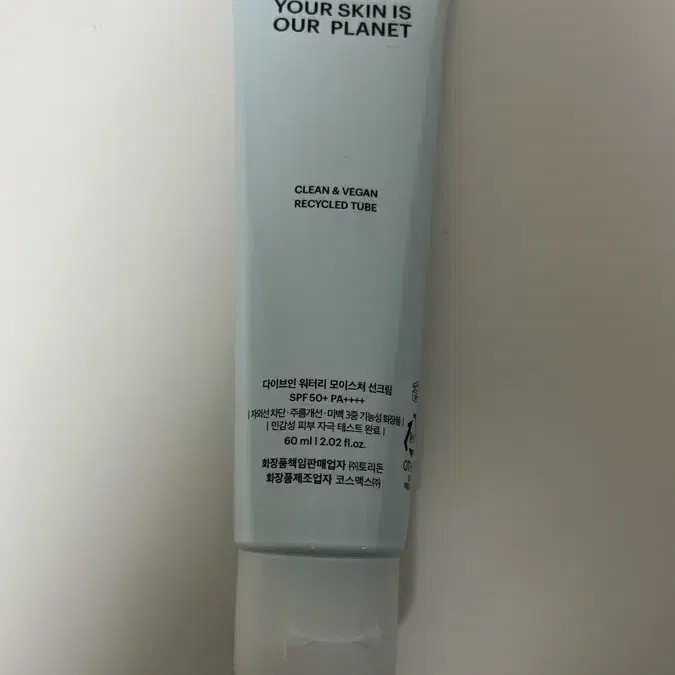 YOUR SKIN IS
OUR PLANET
CLEAN & VEGAN
RECYCLED TUBE
다이브인 워터리 모이스처 선크림
SPF 50+ PA++++
| 자외선 차단·주름개선·미백 3중 기능성 화장품 |
| 민감성 피부 자극 테스트 완료 |
60 ml l 2.02 fl.oz.
화장품책임판매업자 ㈜토리든
화장품제조업자 코스맥스㈜